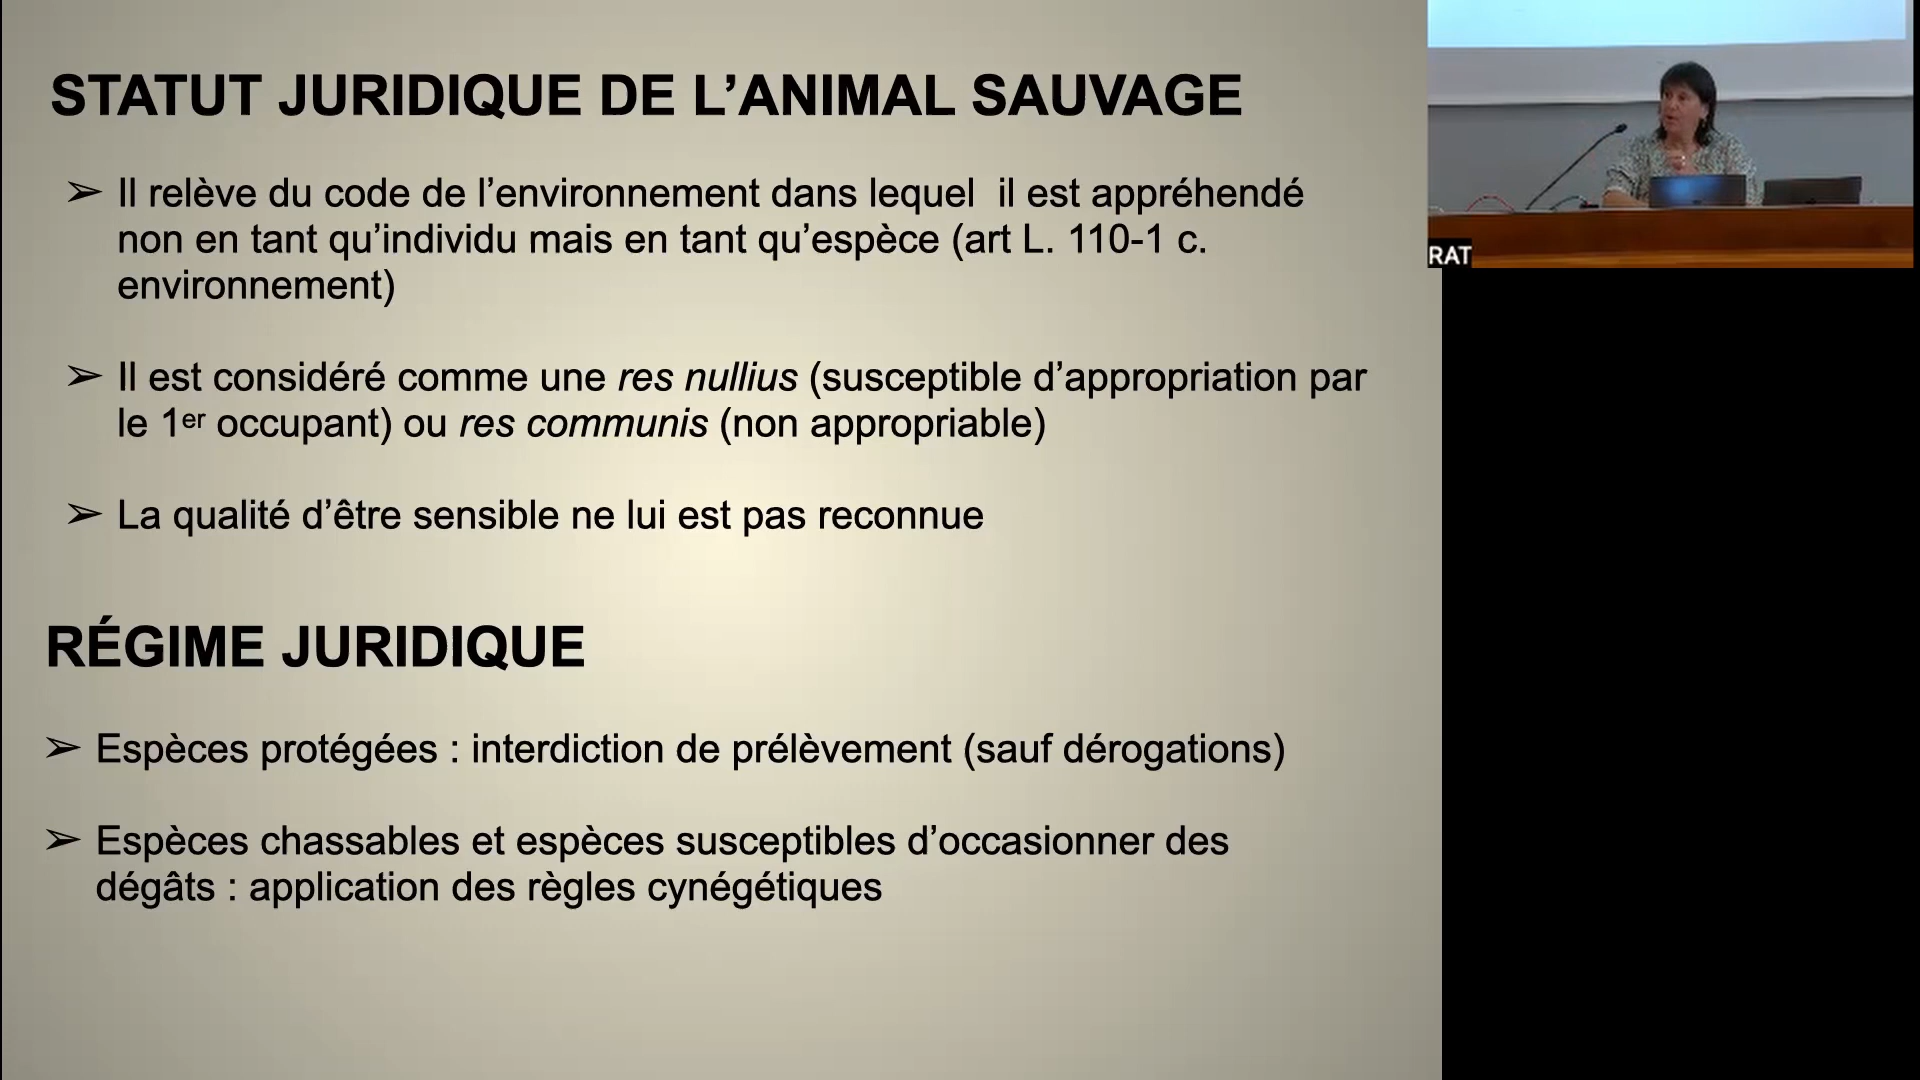 STATUT JURIDIQUE DE L’ANIMAL SAUVAGE
➢ Il relève du code de l’environnement dans lequel il est appréhendé
non en tant qu’individu mais en tant qu’espèce (art L. 110-1 c.
environnement)
➢ Il est considéré comme une res nullius (susceptible d’appropriation par
le 1er occupant) ou res communis (non appropriable)
➢ La qualité d’être sensible ne lui est pas reconnue
RÉGIME JURIDIQUE
➢ Espèces protégées : interdiction de prélèvement (sauf dérogations)
➢ Espèces chassables et espèces susceptibles d’occasionner des
dégâts : application des règles cynégétiques
RAT